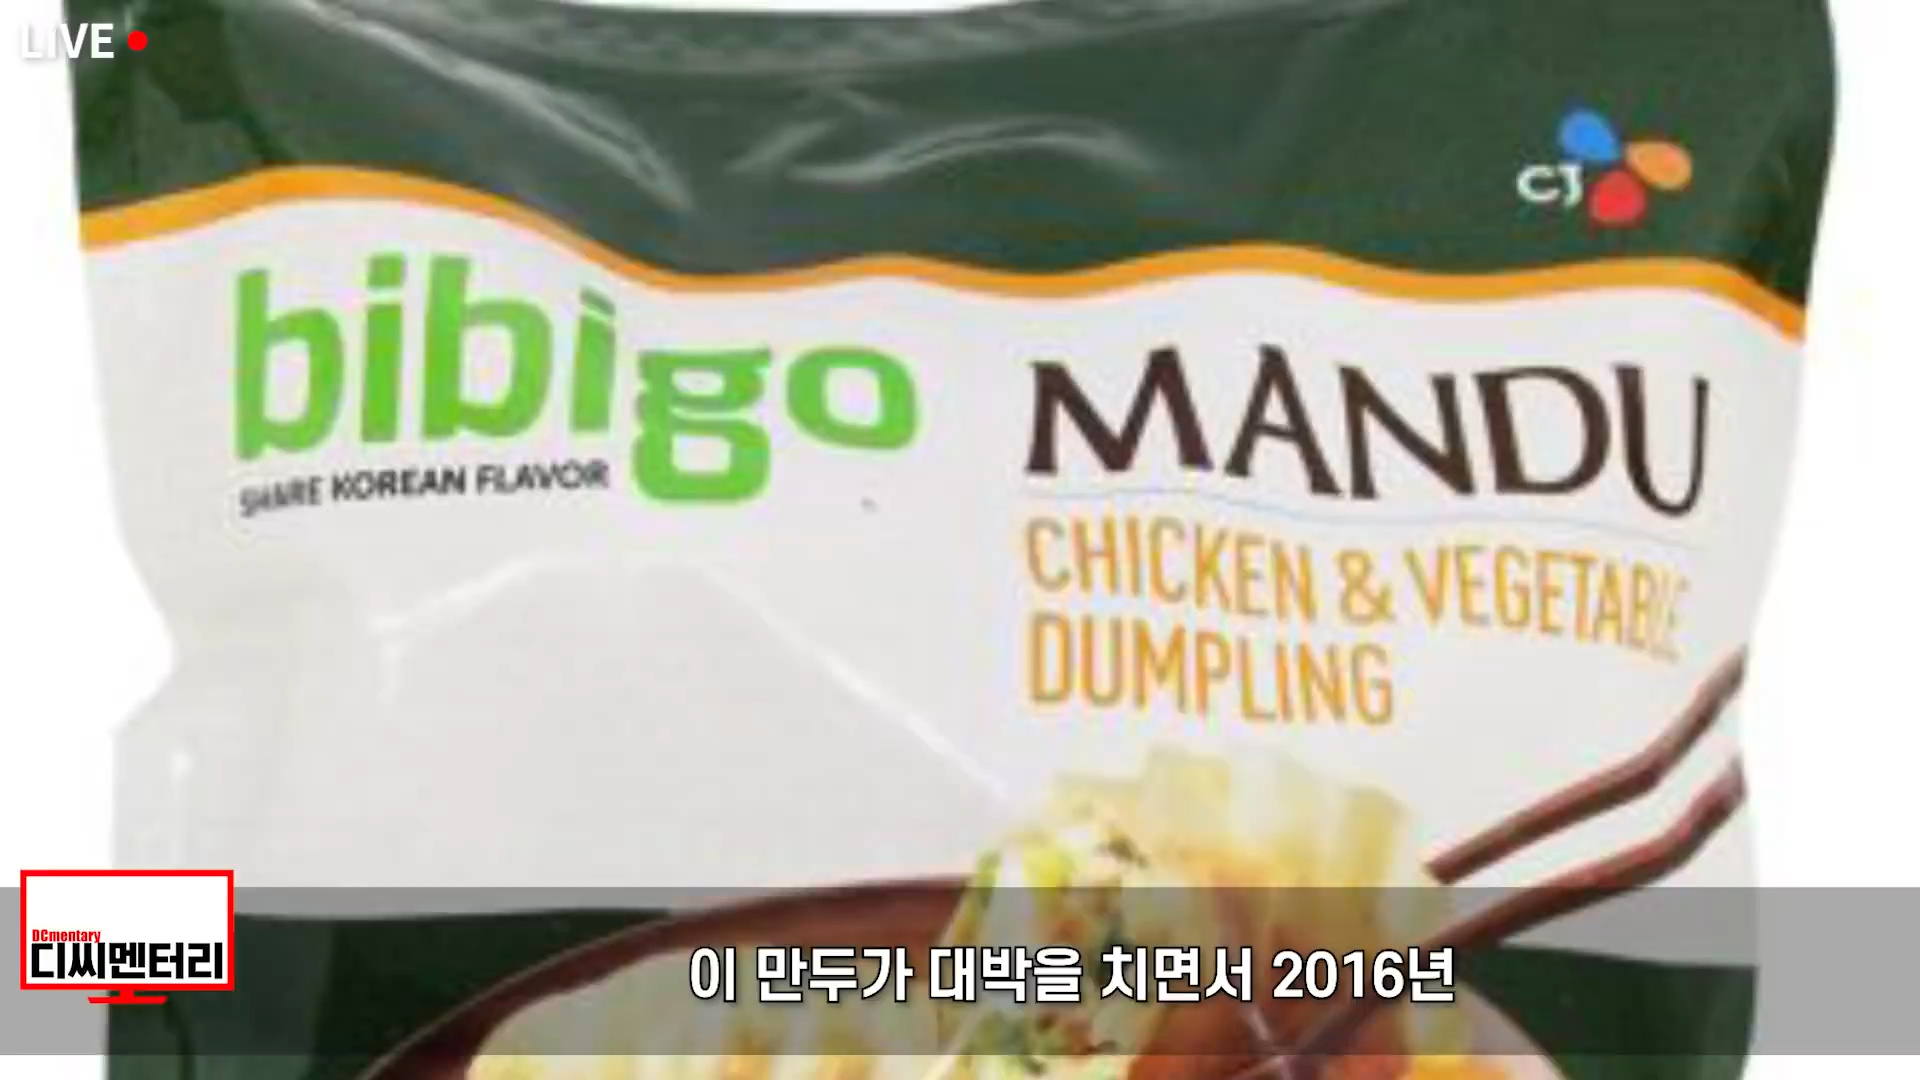 LIVE
CJ
bibigo
SHARE KOREAN FLAVOR
MANDU
CHICKEN & VEGETABLE
DUMPLING
DCmentary
디씨멘터리
이 만두가 대박을 치면서 2016년